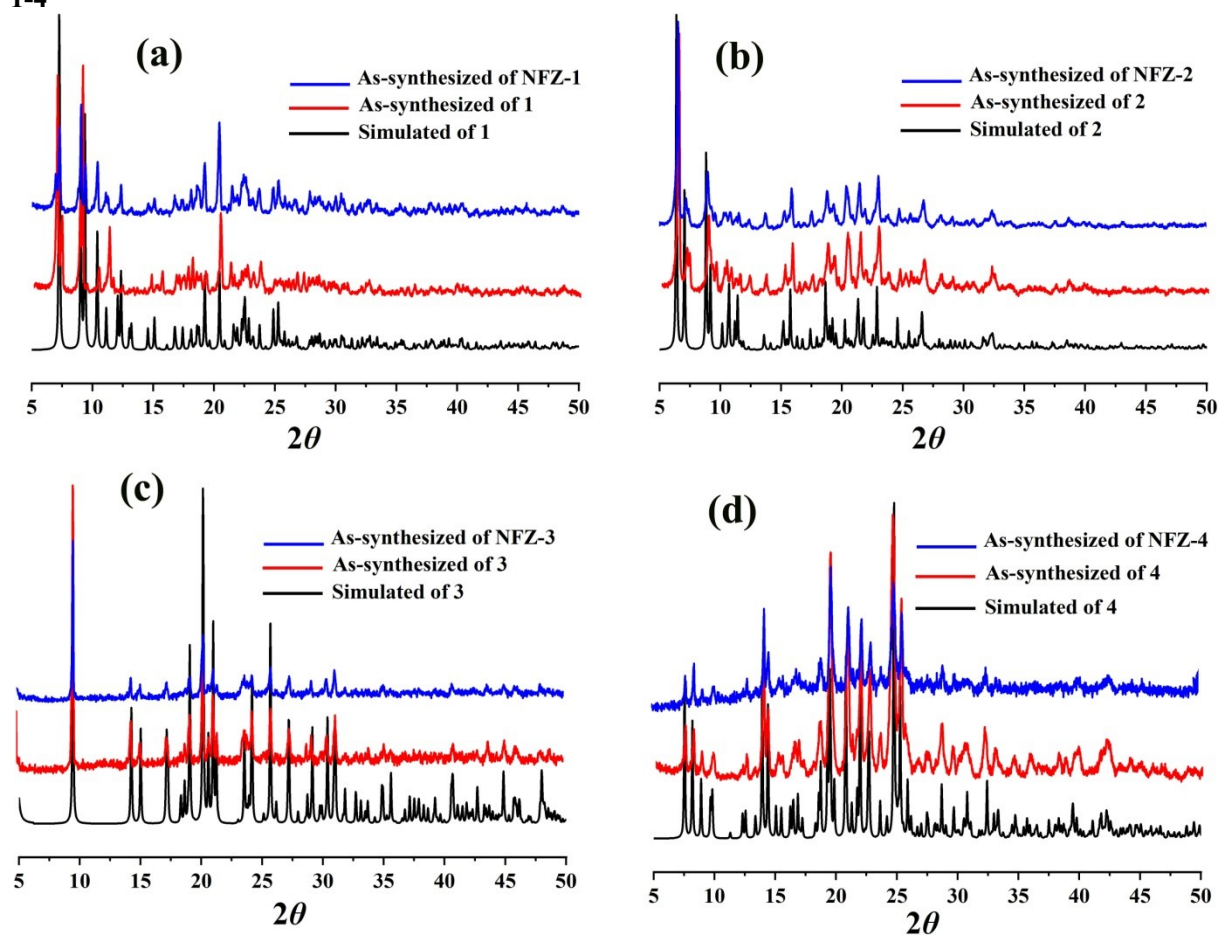 1-4
(a)
As-synthesized of NFZ-1
As-synthesized of 1
Simulated of 1
5 10 15 20 25 30 35 40 45 50
2θ
(b)
As-synthesized of NFZ-2
As-synthesized of 2
Simulated of 2
5 10 15 20 25 30 35 40 45 50
2θ
(c)
As-synthesized of NFZ-3
As-synthesized of 3
Simulated of 3
5 10 15 20 25 30 35 40 45 50
2θ
(d)
As-synthesized of NFZ-4
As-synthesized of 4
Simulated of 4
5 10 15 20 25 30 35 40 45 50
2θ